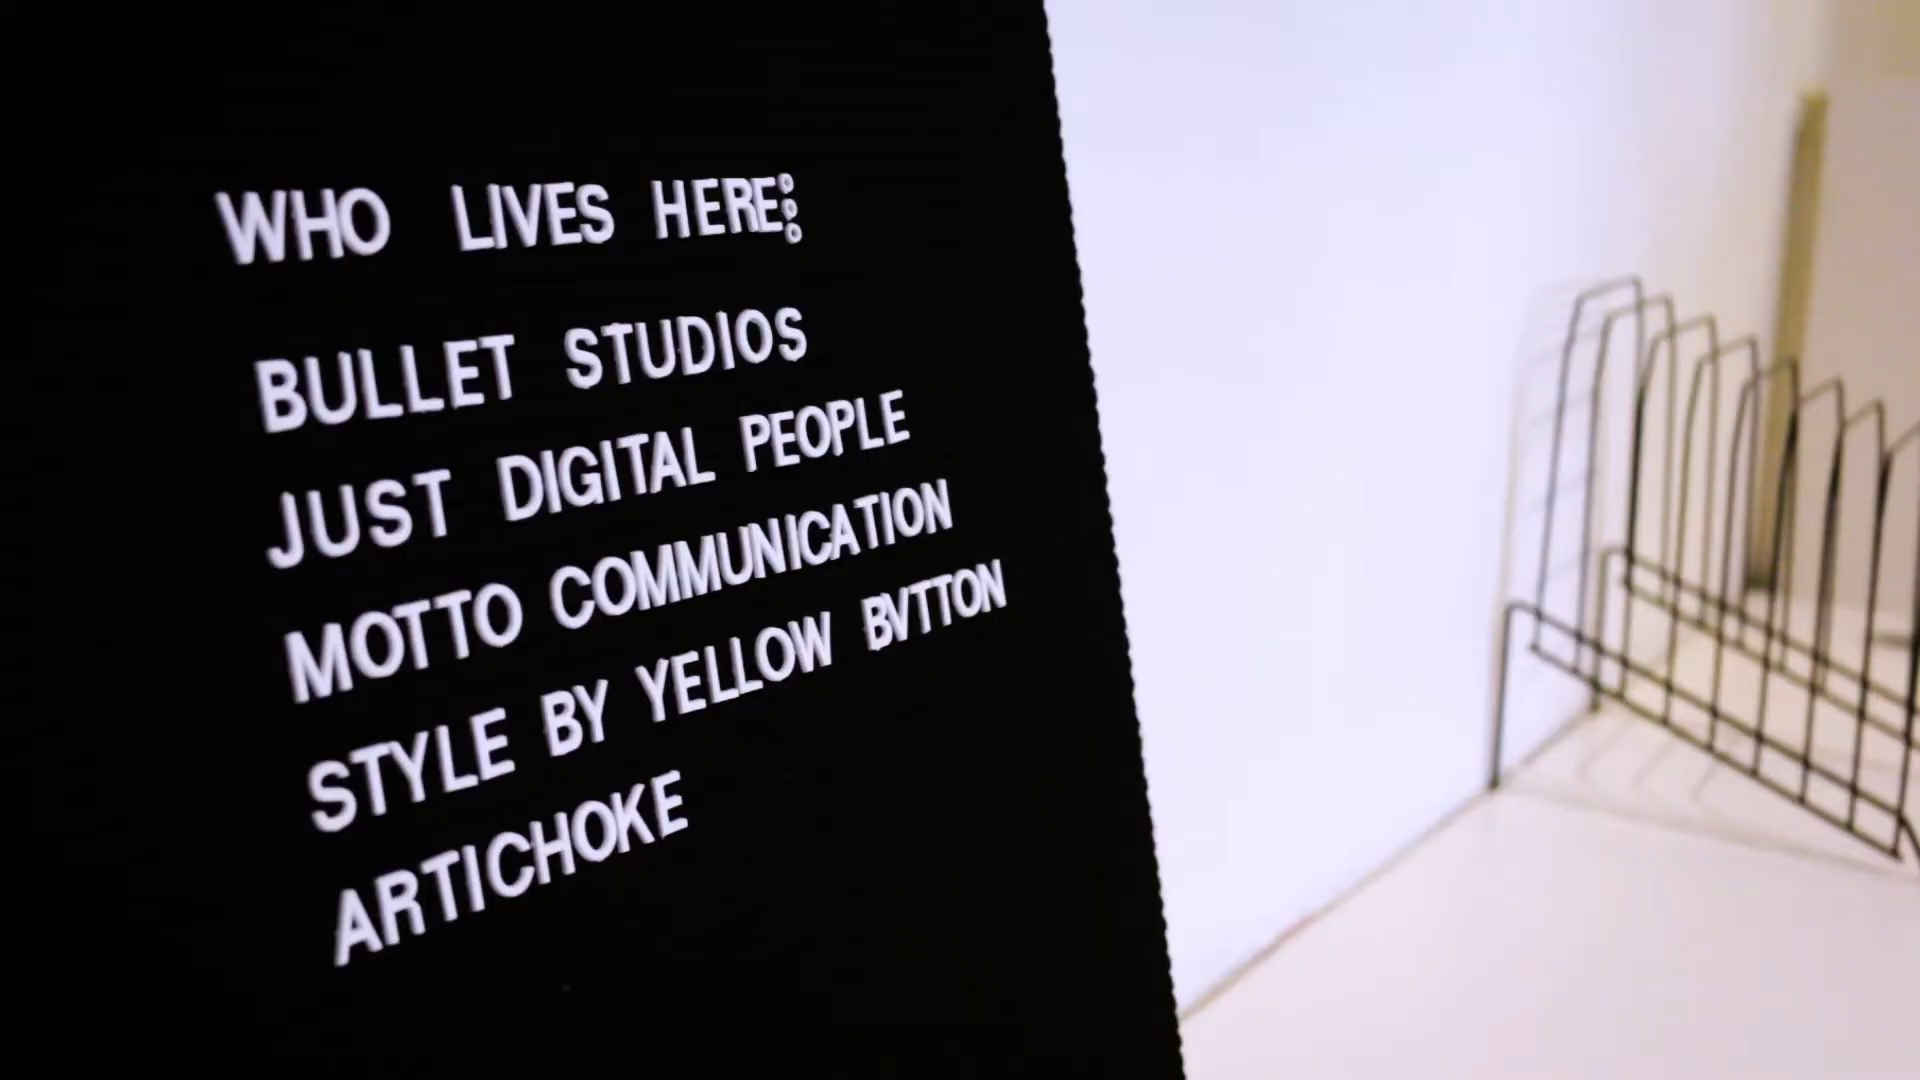 WHO LIVES HERE:
BULLET STUDIOS
JUST DIGITAL PEOPLE
MOTTO COMMUNICATION
STYLE BY YELLOW BVTTON
ARTICHOKE